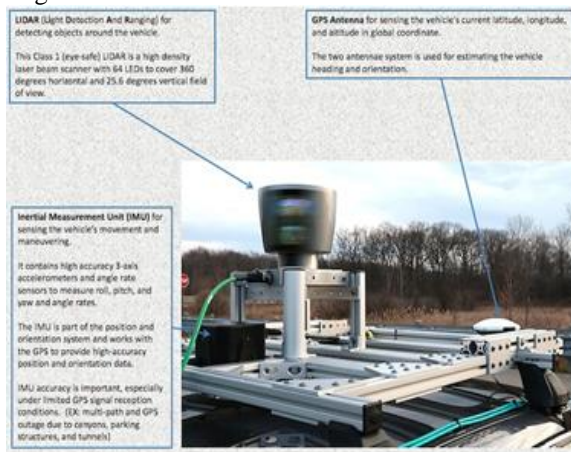 LIDAR (Light Detection And Ranging) for
detecting objects around the vehicle.
This Class 1 (eye-safe) LIDAR is a high density
laser beam scanner with 64 LEDs to cover 360
degrees horizontal and 25.6 degrees vertical field
of view.
GPS Antenna for sensing the vehicle's current latitude, longitude,
and altitude in global coordinate.
The two antennae system is used for estimating the vehicle
heading and orientation.
Inertial Measurement Unit (IMU) for
sensing the vehicle's movement and
maneuvering.
It contains high accuracy 3-axis
accelerometers and angle rate
sensors to measure roll, pitch, and
yaw and angle rates.
The IMU is part of the position and
orientation system and works with
the GPS to provide high-accuracy
position and orientation data.
IMU accuracy is important, especially
under limited GPS signal reception
conditions. (EX: multi-path and GPS
outage due to canyons, parking
structures, and tunnels)